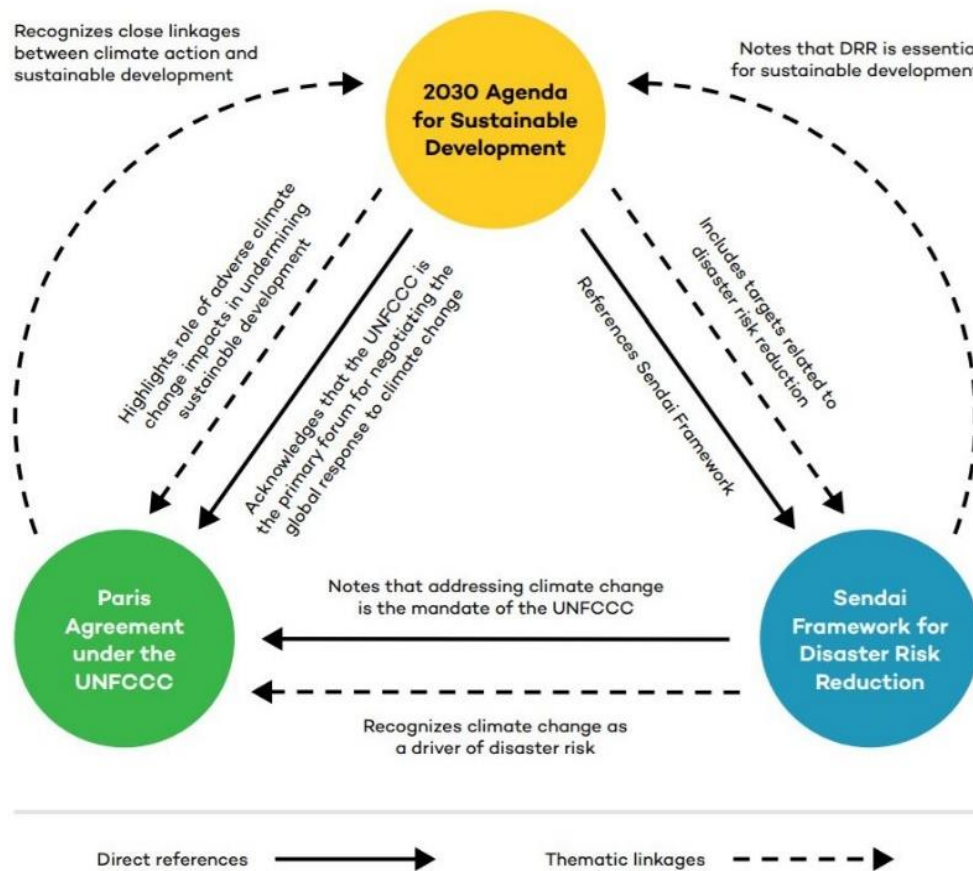 Recognizes close linkages
between climate action and
sustainable development
Notes that DRR is essential
for sustainable development
2030 Agenda
for Sustainable
Development
Highlights role of adverse climate
change impacts in undermining
sustainable development
Acknowledges that the UNFCCC is
the primary forum for negotiating the
global response to climate change
References Sendai Framework
Includes targets related to
disaster risk reduction
Paris
Agreement
under the
UNFCCC
Notes that addressing climate change
is the mandate of the UNFCCC
Recognizes climate change as
a driver of disaster risk
Sendai
Framework for
Disaster Risk
Reduction
Direct references
Thematic linkages